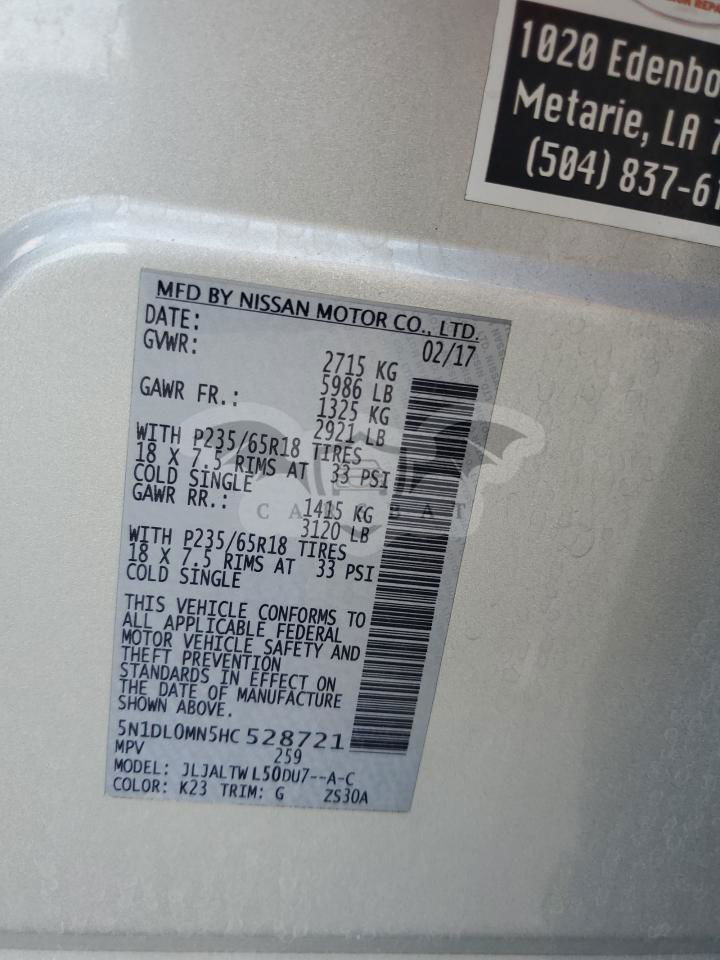 1020 Edenbo
Metarie, LA 7
(504) 837-61
MFD BY NISSAN MOTOR CO., LTD.
DATE: 02/17
GVWR: 2715 KG
5986 LB
GAWR FR.: 1325 KG
2921 LB
WITH P235/65R18 TIRES
18 X 7.5 RIMS AT 33 PSI
COLD SINGLE
GAWR RR.: 1415 KG
3120 LB
WITH P235/65R18 TIRES
18 X 7.5 RIMS AT 33 PSI
COLD SINGLE
THIS VEHICLE CONFORMS TO
ALL APPLICABLE FEDERAL
MOTOR VEHICLE SAFETY AND
THEFT PREVENTION
STANDARDS IN EFFECT ON
THE DATE OF MANUFACTURE
SHOWN ABOVE.
5N1DL0MN5HC 528721
MPV 259
MODEL: JLJALTWL50DU7--A-C
COLOR: K23 TRIM: G ZS30A